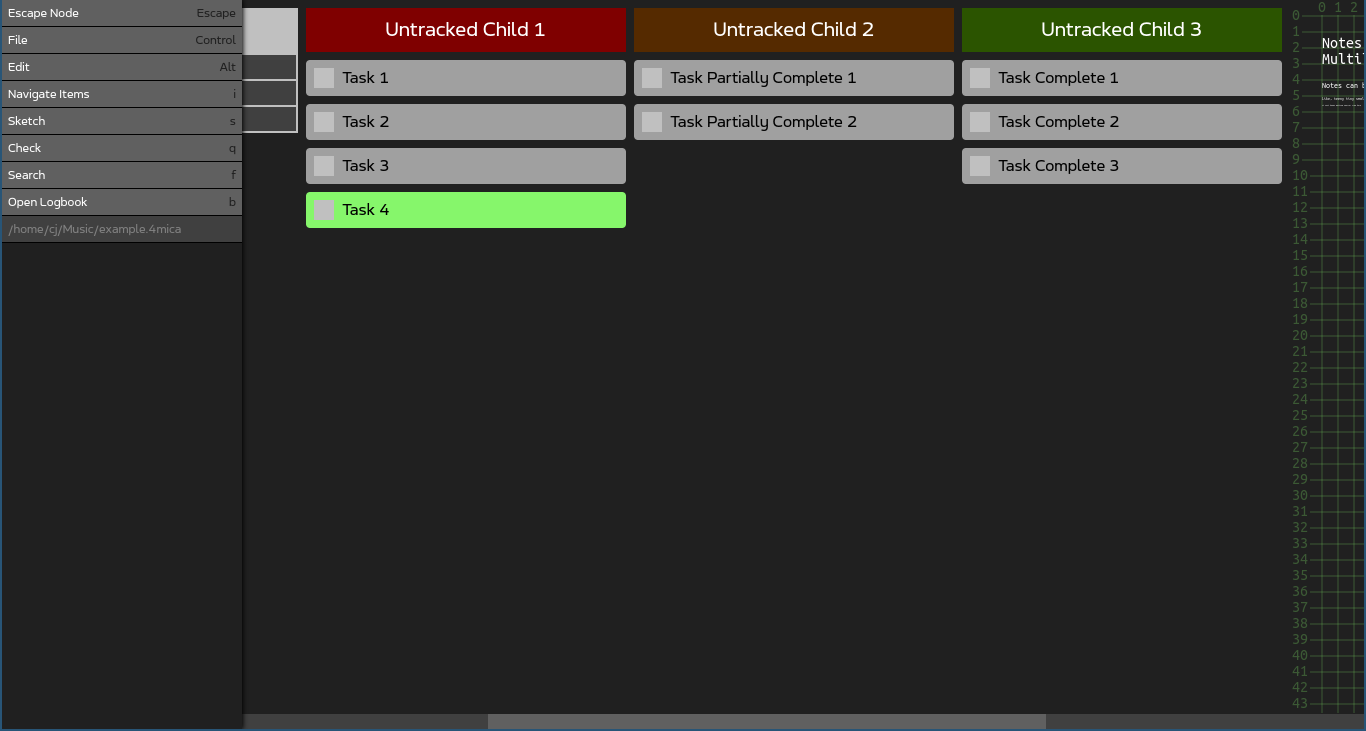 Escape Node Escape
File Control
Edit Alt
Navigate Items i
Sketch s
Check q
Search f
Open Logbook b
/home/cj/Music/example.4mica
Untracked Child 1
Task 1
Task 2
Task 3
Task 4
Untracked Child 2
Task Partially Complete 1
Task Partially Complete 2
Untracked Child 3
Task Complete 1
Task Complete 2
Task Complete 3
0 1 2
0
1
2
3
4
5
6
7
8
9
10
11
12
13
14
15
16
17
18
19
20
21
22
23
24
25
26
27
28
29
30
31
32
33
34
35
36
37
38
39
40
41
42
43
Notes
Multi
Notes can b